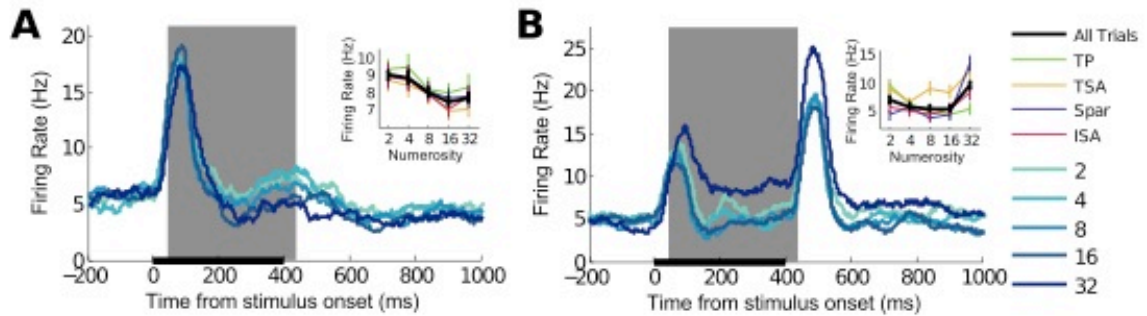 A
Firing Rate (Hz)
20
15
10
5
0
−200
0
200
400
600
800
1000
Time from stimulus onset (ms)
Firing Rate (Hz)
10
9
8
7
2 4 8 16 32
Numerosity
B
Firing Rate (Hz)
25
20
15
10
5
0
−200
0
200
400
600
800
1000
Time from stimulus onset (ms)
Firing Rate (Hz)
15
10
5
2 4 8 16 32
Numerosity
All Trials
TP
TSA
Spar
ISA
2
4
8
16
32